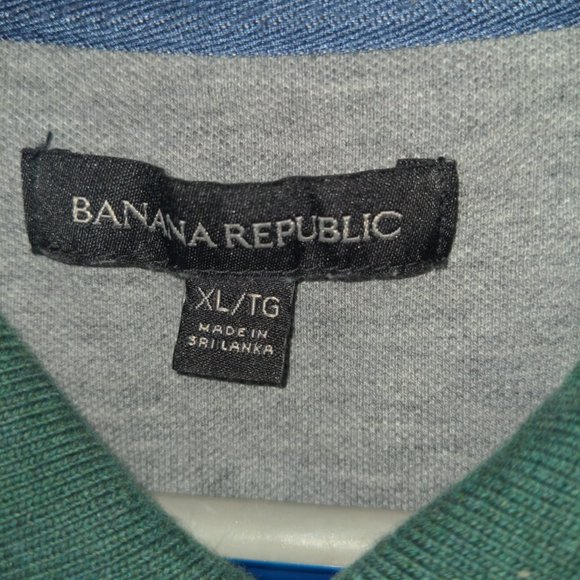 BANANA REPUBLIC
XL/TG
MADE IN
SRI LANKA